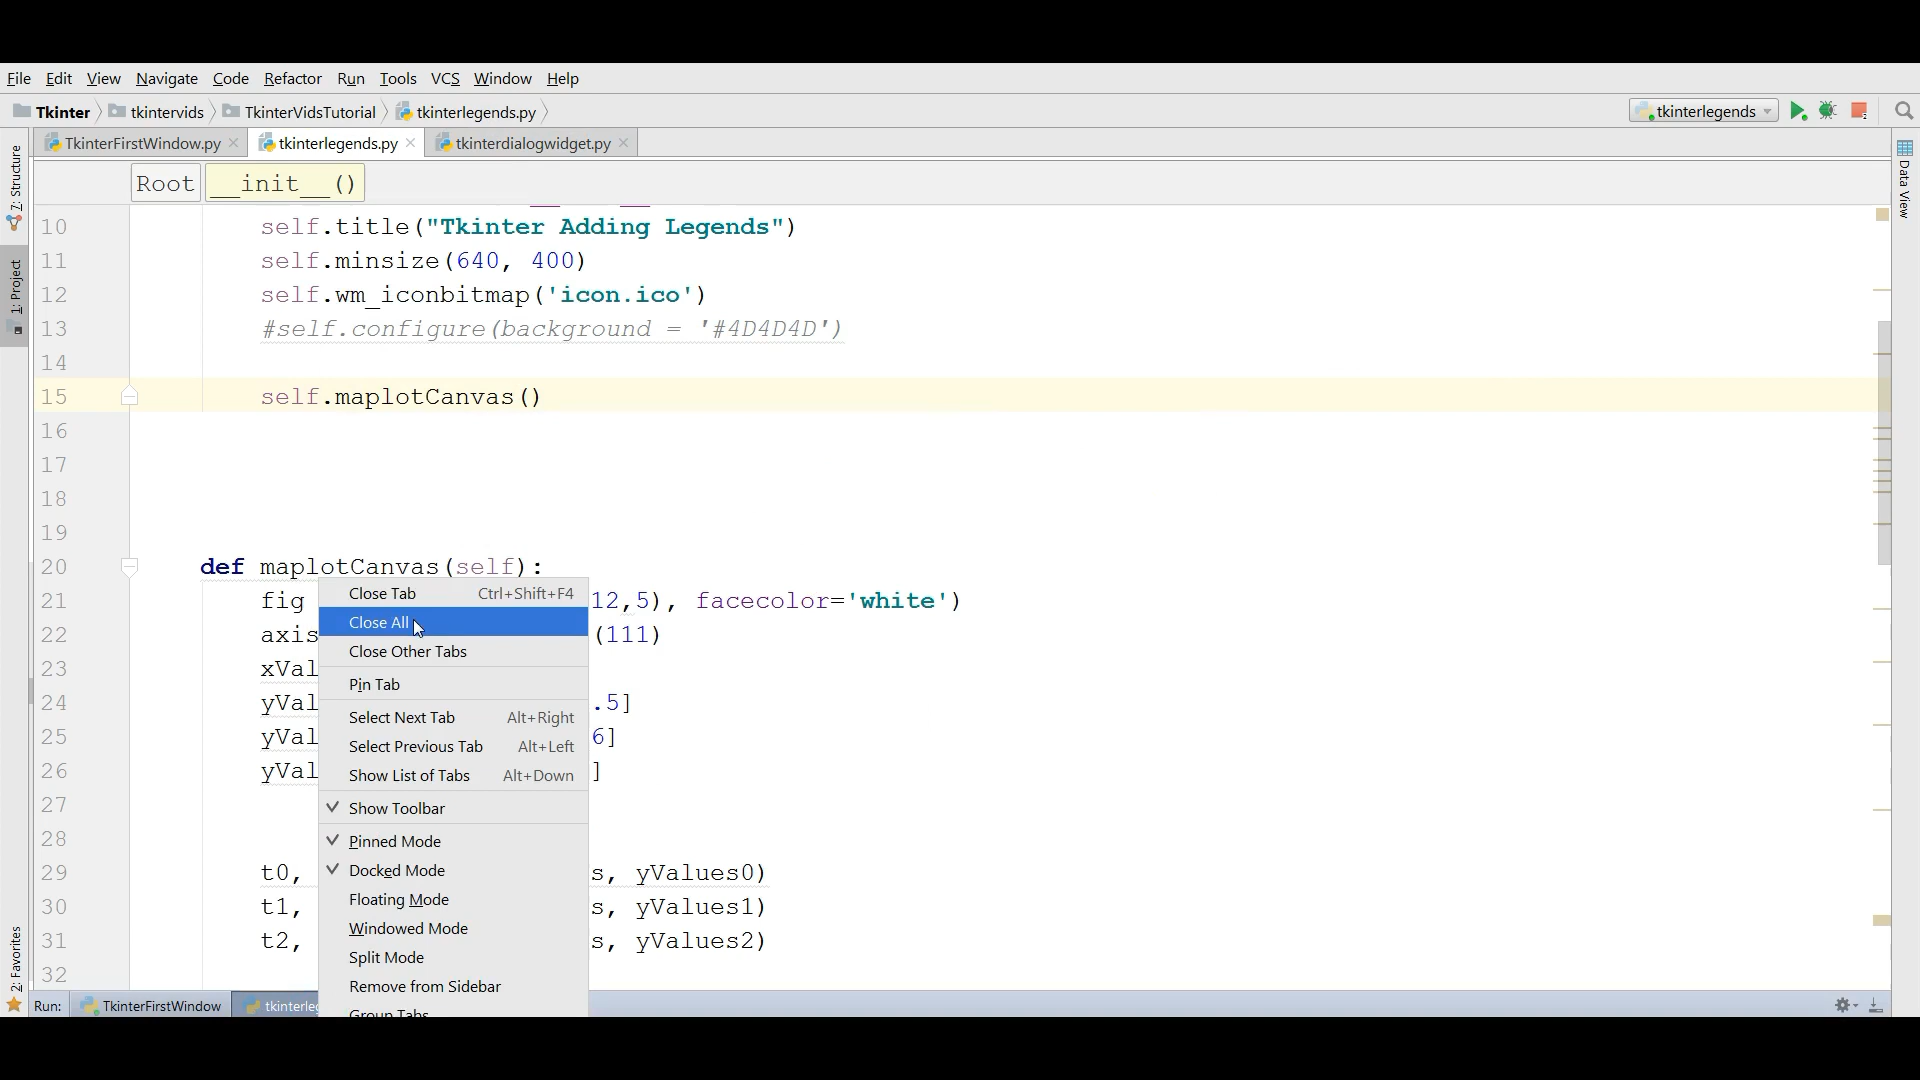 File Edit View Navigate Code Refactor Run Tools VCS Window Help
Tkinter tkintervids TkinterVidsTutorial tkinterlegends.py tkinterlegends
TkinterFirstWindow.py tkinterlegends.py tkinterdialogwidget.py
Root __init__()
7: Structure
1: Project
2: Favorites
Data View
10 self.title("Tkinter Adding Legends")
11 self.minsize(640, 400)
12 self.wm_iconbitmap('icon.ico')
13 #self.configure(background = '#4D4D4D')
14
15 self.maplotCanvas()
16
17
18
19
20 def maplotCanvas(self):
21 fig 12,5), facecolor='white')
22 axis (111)
23 xVal
24 yVal .5]
25 yVal 6]
26 yVal ]
27
28
29 t0, s, yValues0)
30 t1, s, yValues1)
31 t2, s, yValues2)
32
Close Tab Ctrl+Shift+F4
Close All
Close Other Tabs
Pin Tab
Select Next Tab Alt+Right
Select Previous Tab Alt+Left
Show List of Tabs Alt+Down
Show Toolbar
Pinned Mode
Docked Mode
Floating Mode
Windowed Mode
Split Mode
Remove from Sidebar
Group Tabs
Run: TkinterFirstWindow tkinterleg